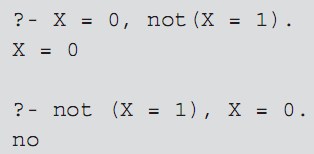 ?- X = 0, not(X = 1).
X = 0
?- not (X = 1), X = 0.
no